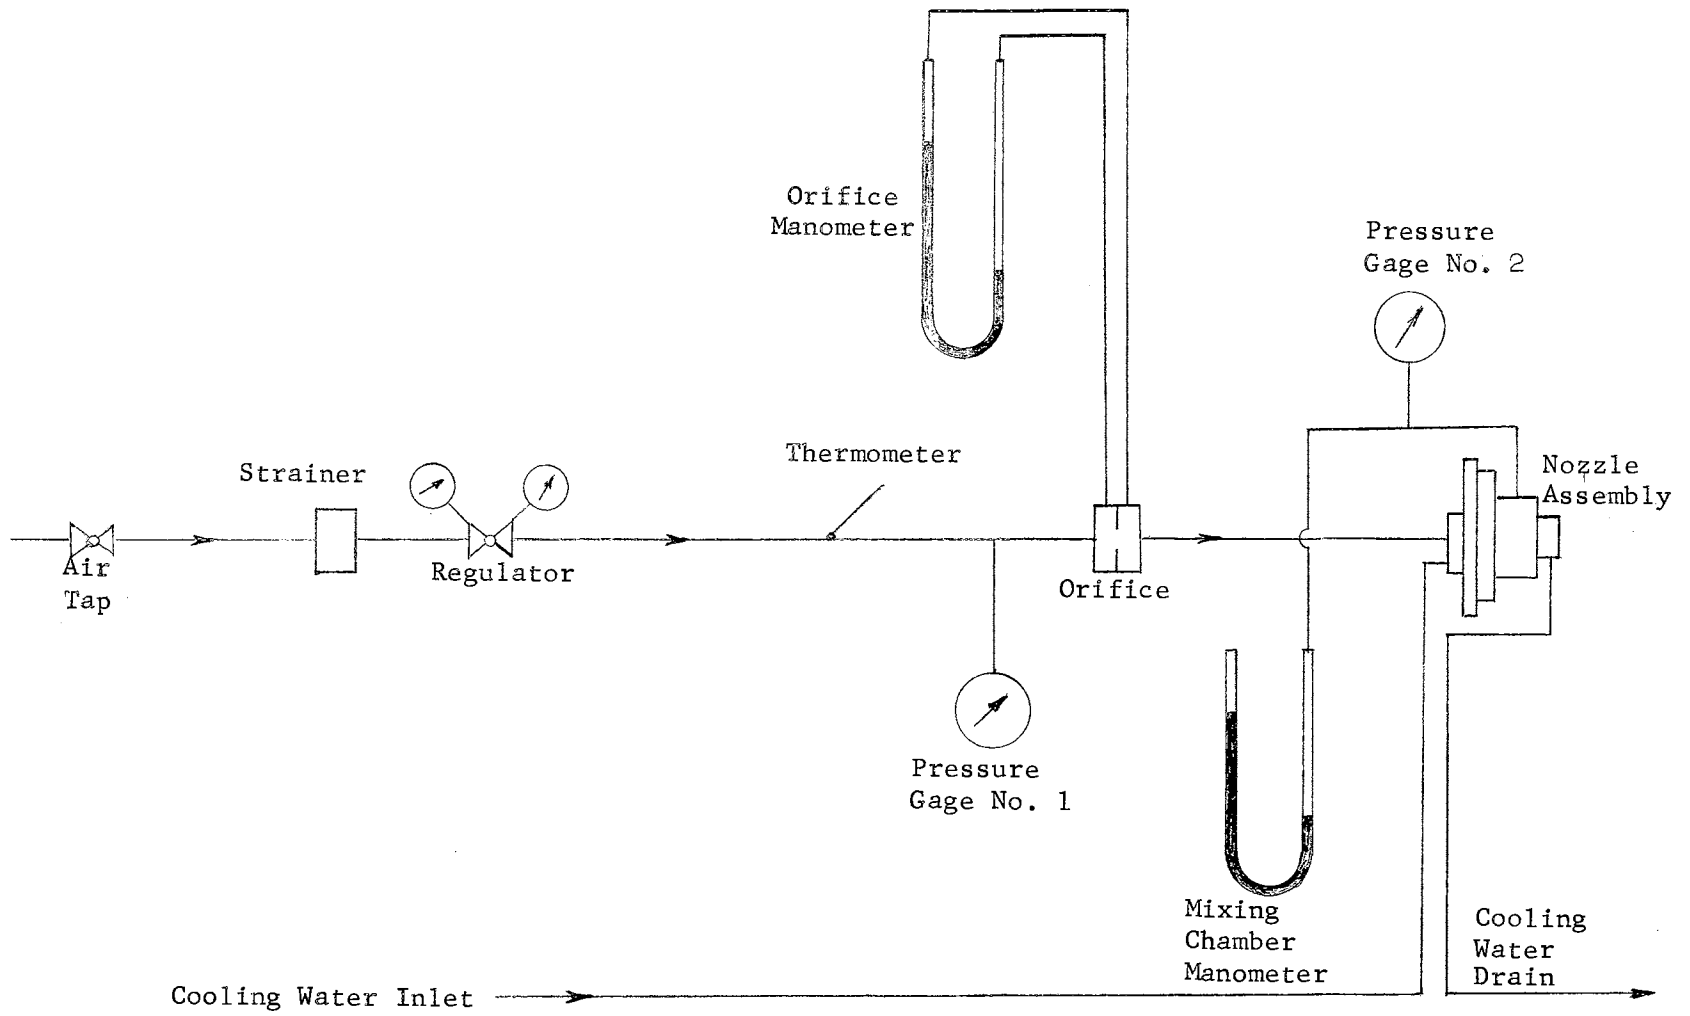 Orifice
Manometer
Pressure
Gage No. 2
Thermometer
Strainer
Nozzle
Assembly
Air
Tap
Regulator
Orifice
Pressure
Gage No. 1
Mixing
Chamber
Manometer
Cooling
Water
Drain
Cooling Water Inlet